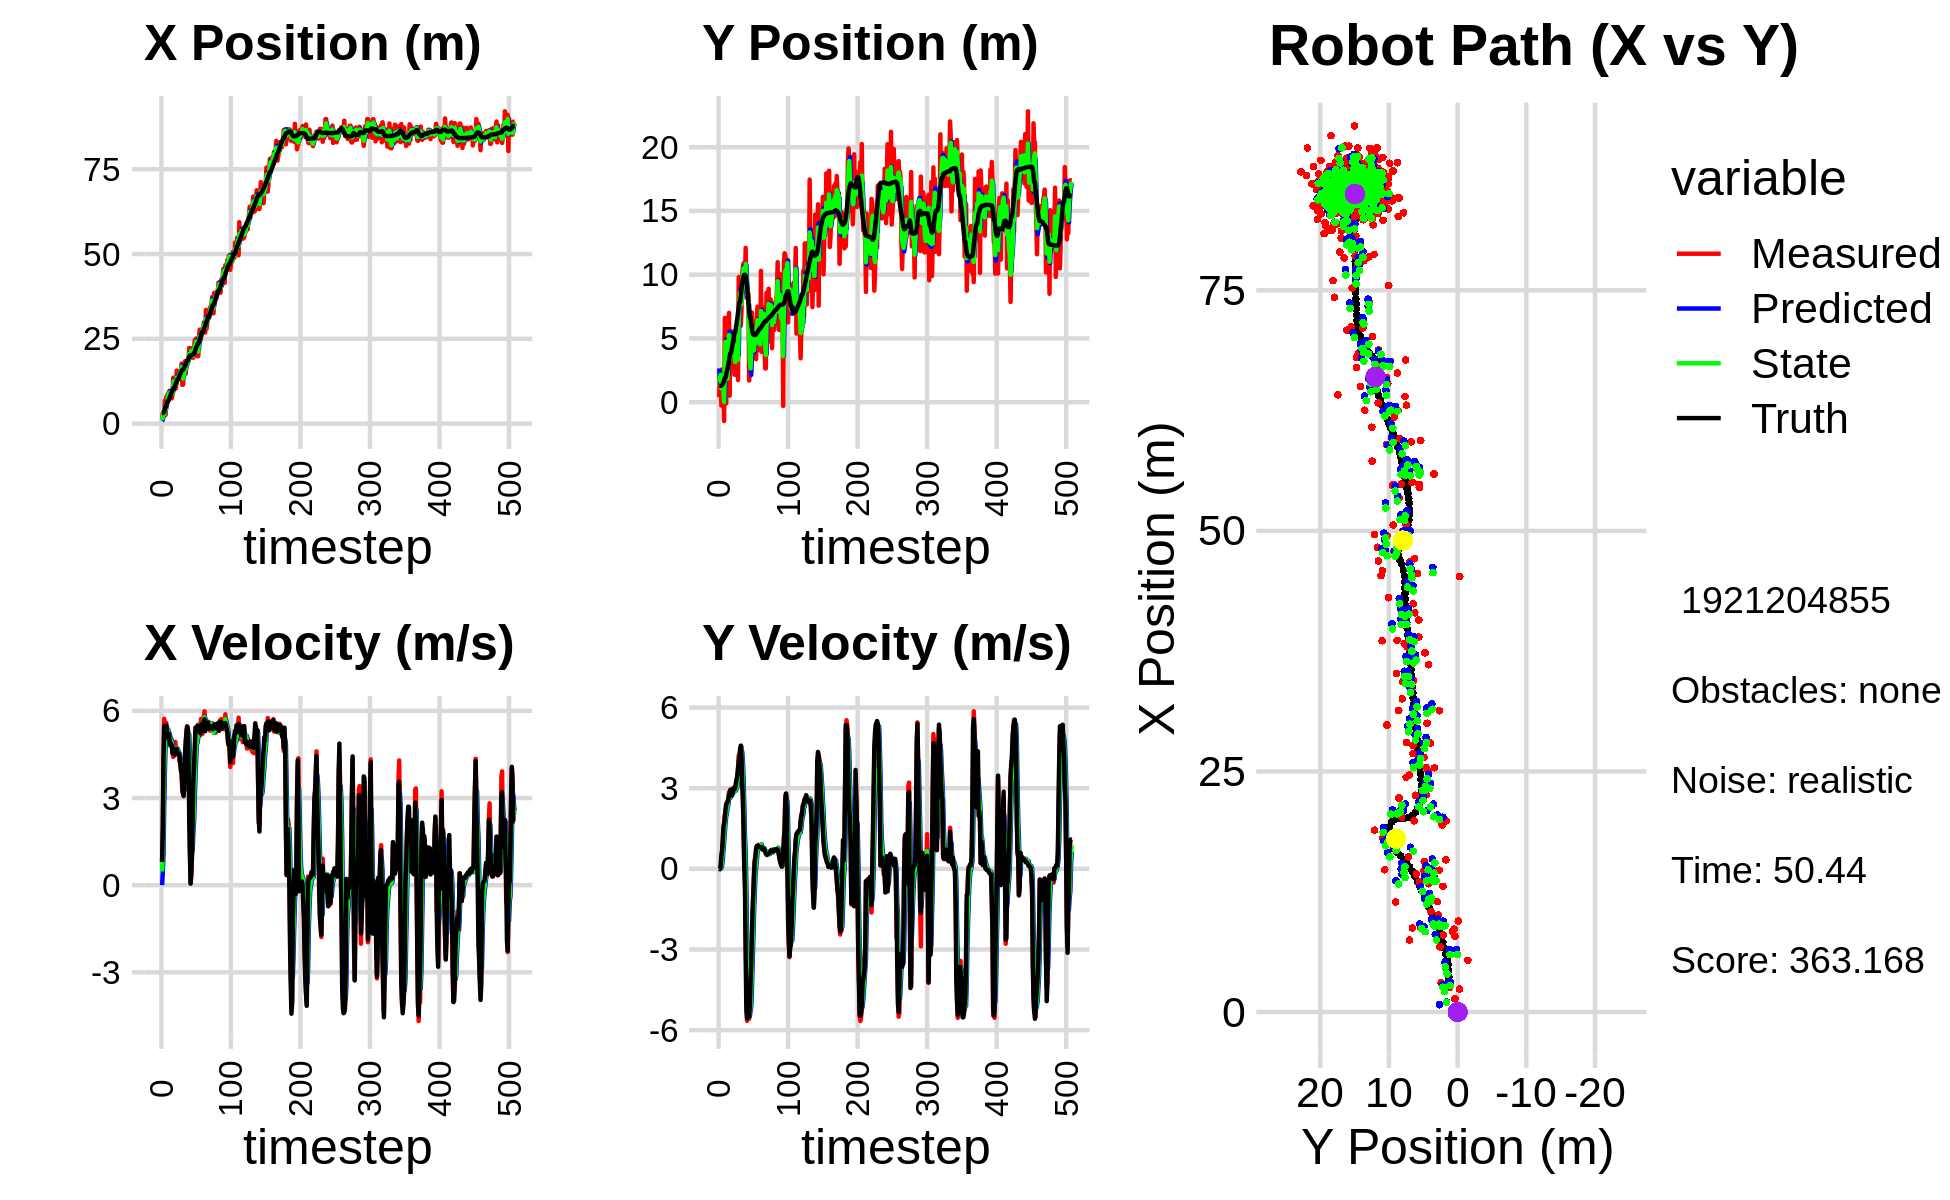 X Position (m)
75
50
25
0
0
100
200
300
400
500
timestep
Y Position (m)
20
15
10
5
0
0
100
200
300
400
500
timestep
X Velocity (m/s)
6
3
0
-3
0
100
200
300
400
500
timestep
Y Velocity (m/s)
6
3
0
-3
-6
0
100
200
300
400
500
timestep
Robot Path (X vs Y)
X Position (m)
75
50
25
0
20 10 0 -10 -20
Y Position (m)
variable
Measured
Predicted
State
Truth
1921204855
Obstacles: none
Noise: realistic
Time: 50.44
Score: 363.168